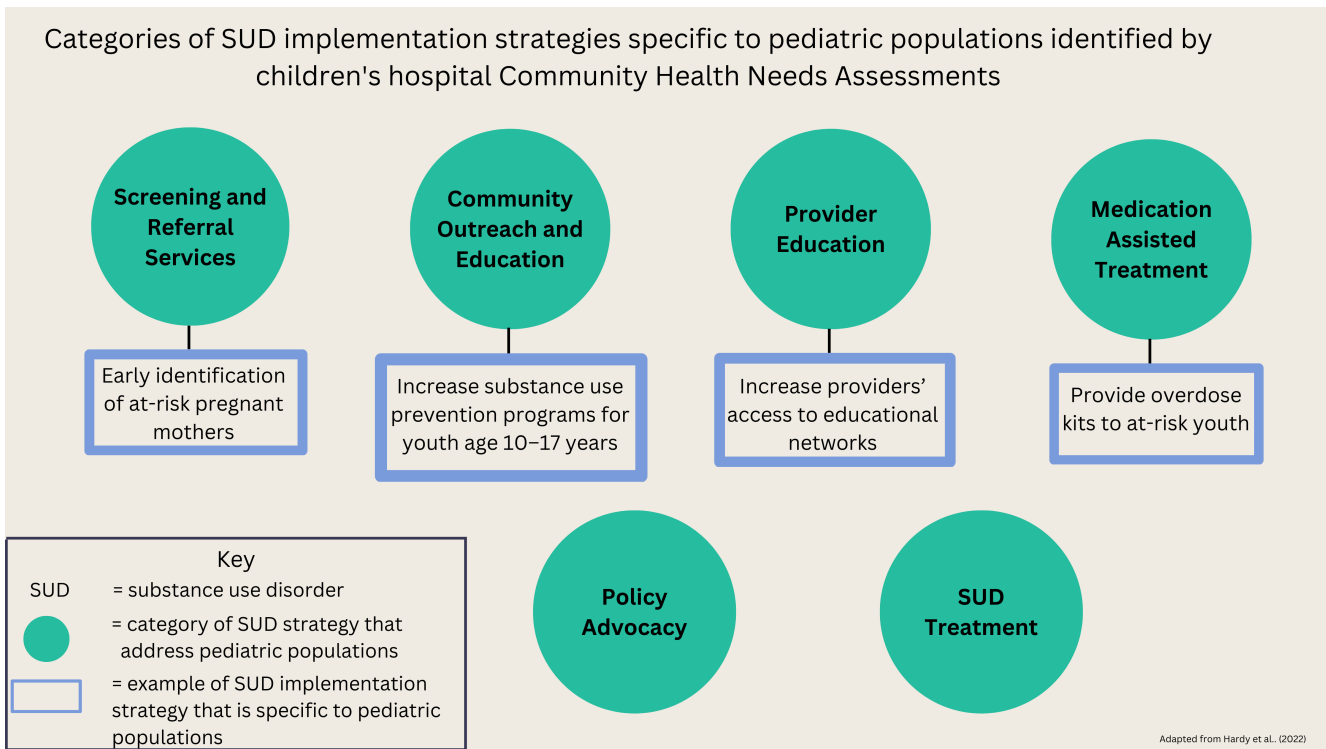 Categories of SUD implementation strategies specific to pediatric populations identified by
children's hospital Community Health Needs Assessments
Screening and
Referral
Services
Community
Outreach and
Education
Provider
Education
Medication
Assisted
Treatment
Early identification
of at-risk pregnant
mothers
Increase substance use
prevention programs for
youth age 10–17 years
Increase providers’
access to educational
networks
Provide overdose
kits to at-risk youth
Policy
Advocacy
SUD
Treatment
Key
SUD = substance use disorder
= category of SUD strategy that
address pediatric populations
= example of SUD implementation
strategy that is specific to pediatric
populations
Adapted from Hardy et al.. (2022)